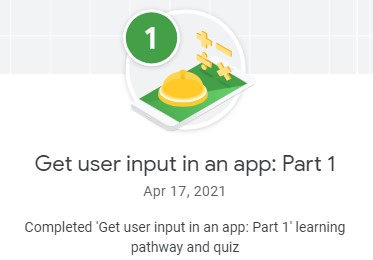 1
Get user input in an app: Part 1
Apr 17, 2021
Completed 'Get user input in an app: Part 1' learning
pathway and quiz